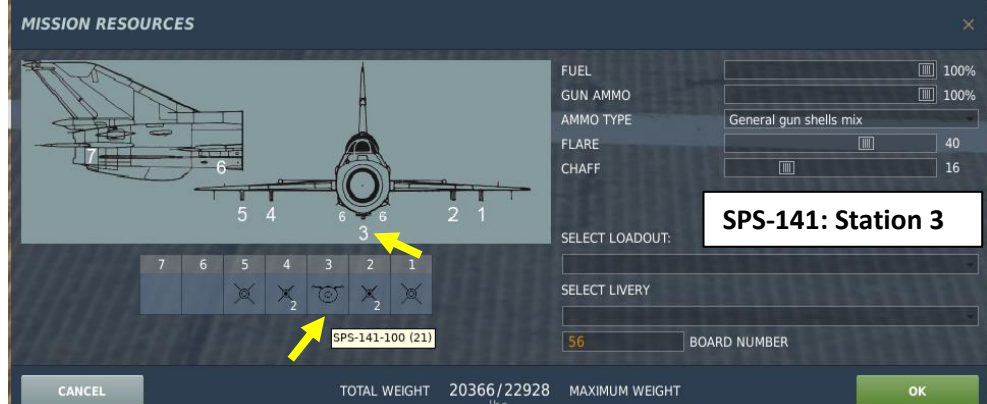 MISSION RESOURCES
×
FUEL 100%
GUN AMMO 100%
AMMO TYPE General gun shells mix
FLARE 40
CHAFF 16
7
6
5 4 6 6 2 1
3
SPS-141: Station 3
SELECT LOADOUT:
7 6 5 4 3 2 1
2 2
SELECT LIVERY
SPS-141-100 (21)
56 BOARD NUMBER
CANCEL TOTAL WEIGHT 20366/22928 MAXIMUM WEIGHT OK